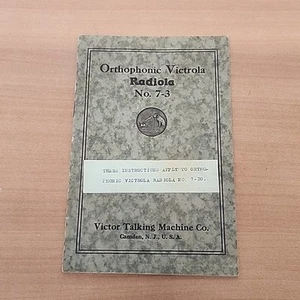 Orthophonic Victrola
Radiola
No. 7-3
THESE INSTRUCTIONS APPLY TO ORTHO-
PHONIC VICTROLA RADIOLA NO. 7-30.
Victor Talking Machine Co.
Camden, N. J., U. S. A.